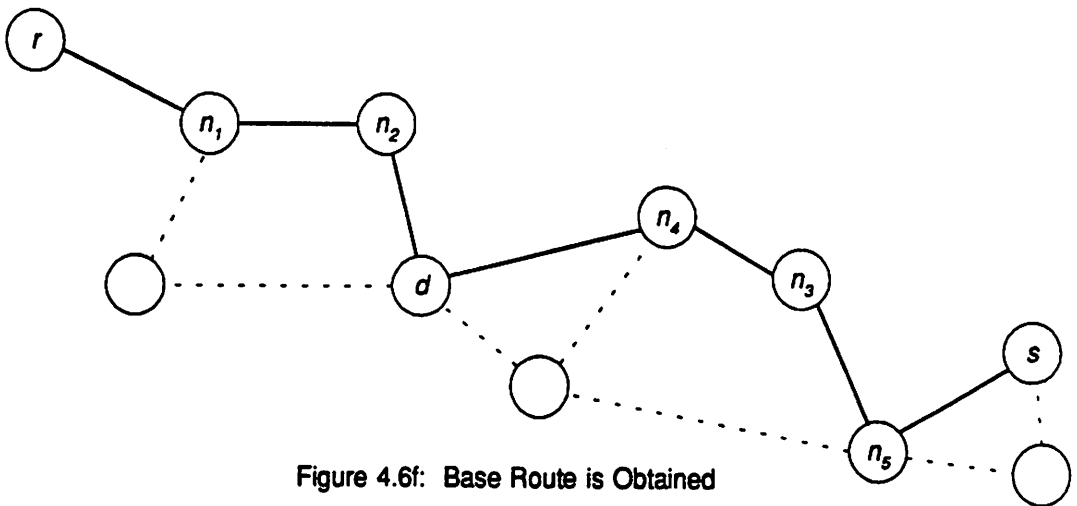 r
n₁
n₂
n₄
d
n₃
s
n₅
Figure 4.6f: Base Route is Obtained